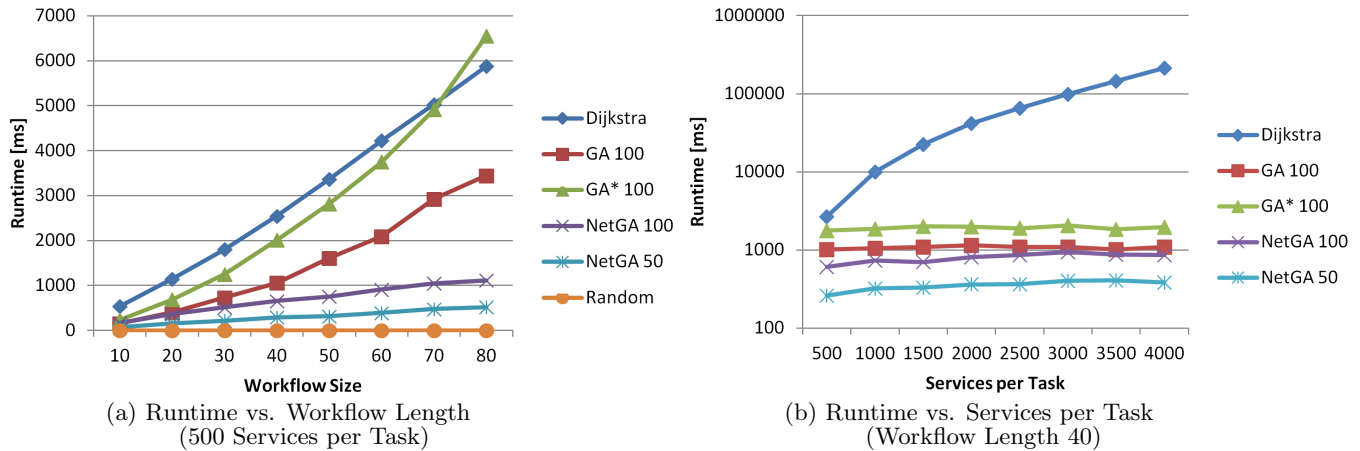 7000
6000
5000
4000
3000
2000
1000
0
Runtime [ms]
10 20 30 40 50 60 70 80
Workflow Size
Dijkstra
GA 100
GA* 100
NetGA 100
NetGA 50
Random
(a) Runtime vs. Workflow Length
(500 Services per Task)
1000000
100000
10000
1000
100
Runtime [ms]
500 1000 1500 2000 2500 3000 3500 4000
Services per Task
Dijkstra
GA 100
GA* 100
NetGA 100
NetGA 50
(b) Runtime vs. Services per Task
(Workflow Length 40)